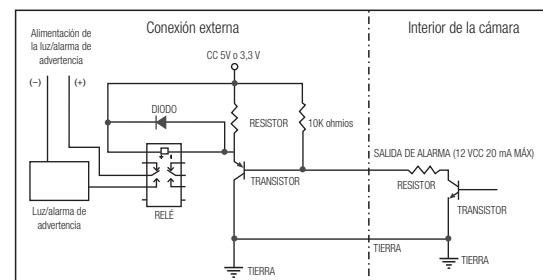 Conexión externa
Interior de la cámara
Alimentación de
la luz/alarma de
advertencia
(–)
(+)
CC 5V o 3,3 V
DIODO
RESISTOR
10K ohmios
SALIDA DE ALARMA (12 VCC 20 mA MÁX)
RESISTOR
TRANSISTOR
TRANSISTOR
Luz/alarma de
advertencia
RELÉ
TIERRA
TIERRA
TIERRA